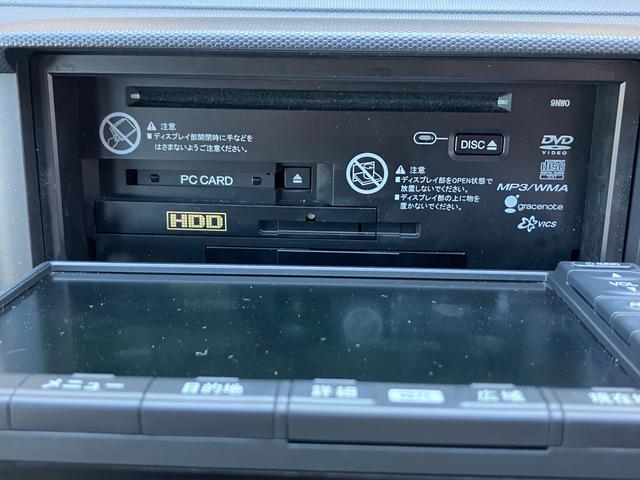 9NW0
注意
■ディスプレイ部開閉時に手などを
はさまないようご注意ください。
DISC
DVD
VIDEO
注意
■ディスプレイ部をOPEN状態で
放置しないでください。
■ディスプレイ部の上に物を
置かないでください。
PC CARD
disc
MP3/WMA
gracenote
VICS
HDD
VOL
メニュー
目的地
詳細
広域
現在